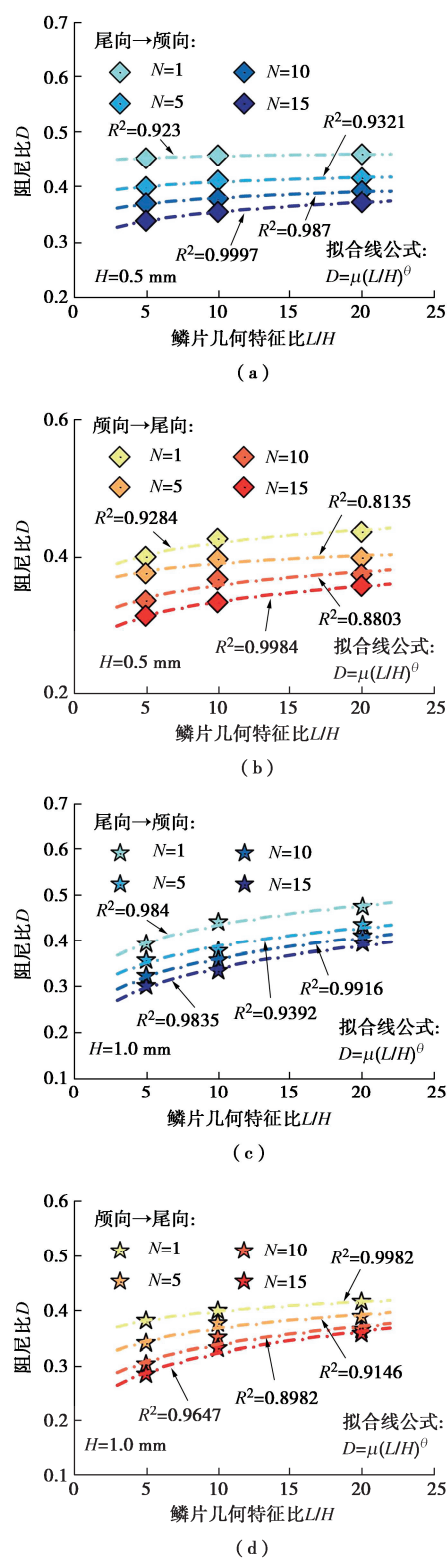 0.7
尾向→颅向:
N=1
N=10
0.6
N=5
N=15
R²=0.923
R²=0.9321
0.5
0.4
0.3
R²=0.9997
R²=0.987
拟合线公式:
H=0.5 mm
D=μ(L/H)^θ
0.2
阻尼比D
0 5 10 15 20 25
鳞片几何特征比L/H
(a)
0.6
颅向→尾向:
N=1
N=10
N=5
N=15
R²=0.9284
R²=0.8135
0.4
R²=0.9984
R²=0.8803
拟合线公式:
H=0.5 mm
D=μ(L/H)^θ
0.2
阻尼比D
0 5 10 15 20 25
鳞片几何特征比L/H
(b)
0.7
尾向→颅向:
0.6
N=1
N=10
N=5
N=15
0.5
R²=0.984
0.4
0.3
R²=0.9916
R²=0.9835
R²=0.9392
0.2
拟合线公式:
H=1.0 mm
D=μ(L/H)^θ
0.1
阻尼比D
0 5 10 15 20 25
鳞片几何特征比L/H
(c)
0.6
颅向→尾向:
N=1
N=10
0.5
N=5
N=15
R²=0.9982
0.4
0.3
R²=0.9146
R²=0.9647
R²=0.8982
0.2
拟合线公式:
H=1.0 mm
D=μ(L/H)^θ
0.1
阻尼比D
0 5 10 15 20 25
鳞片几何特征比L/H
(d)